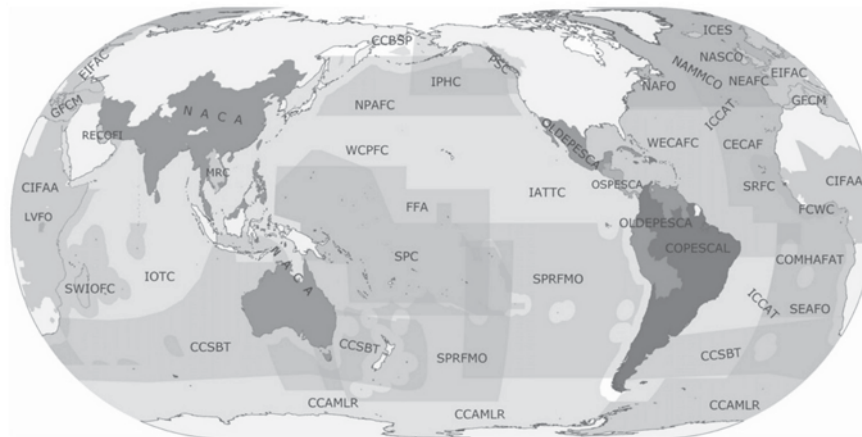 CCBSP
ICES
NASCO
NAMMCO
NEAFC
EIFAC
EIFAC
PSC
IPHC
NAFO
GFCM
GFCM
NPAFC
ICCAT
N A C A
RECOFI
OLDEPESCA
WECAFC
CECAF
WCPFC
MRC
CIFAA
IATTC
OSPESCA
SRFC
CIFAA
LVFO
FFA
FCWC
OLDEPESCA
SPC
COPESCAL
COMHAFAT
N A C A
IOTC
SWIOFC
SPRFMO
ICCAT
SEAFO
CCSBT
CCSBT
SPRFMO
CCSBT
CCAMLR
CCAMLR
CCAMLR